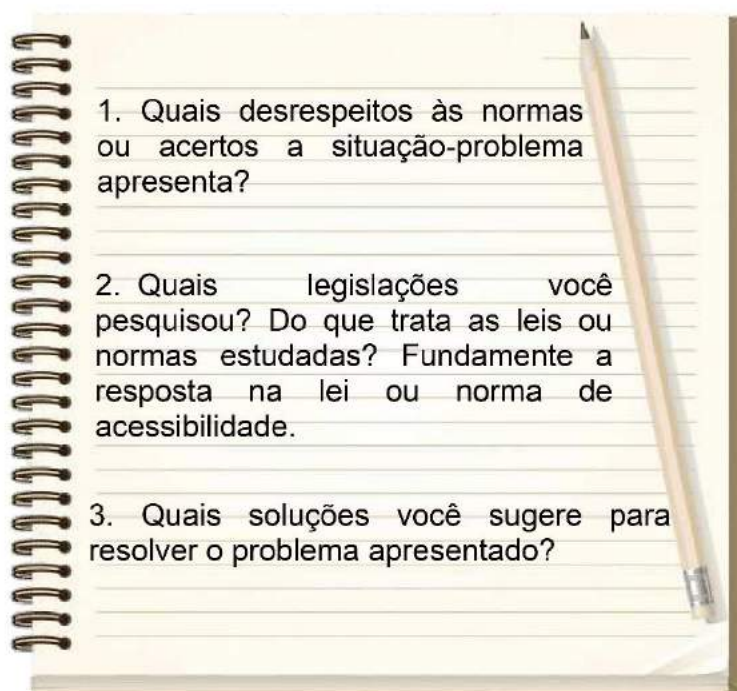 1. Quais desrespeitos às normas
ou acertos a situação-problema
apresenta?
2. Quais legislações você
pesquisou? Do que trata as leis ou
normas estudadas? Fundamente a
resposta na lei ou norma de
acessibilidade.
3. Quais soluções você sugere para
resolver o problema apresentado?